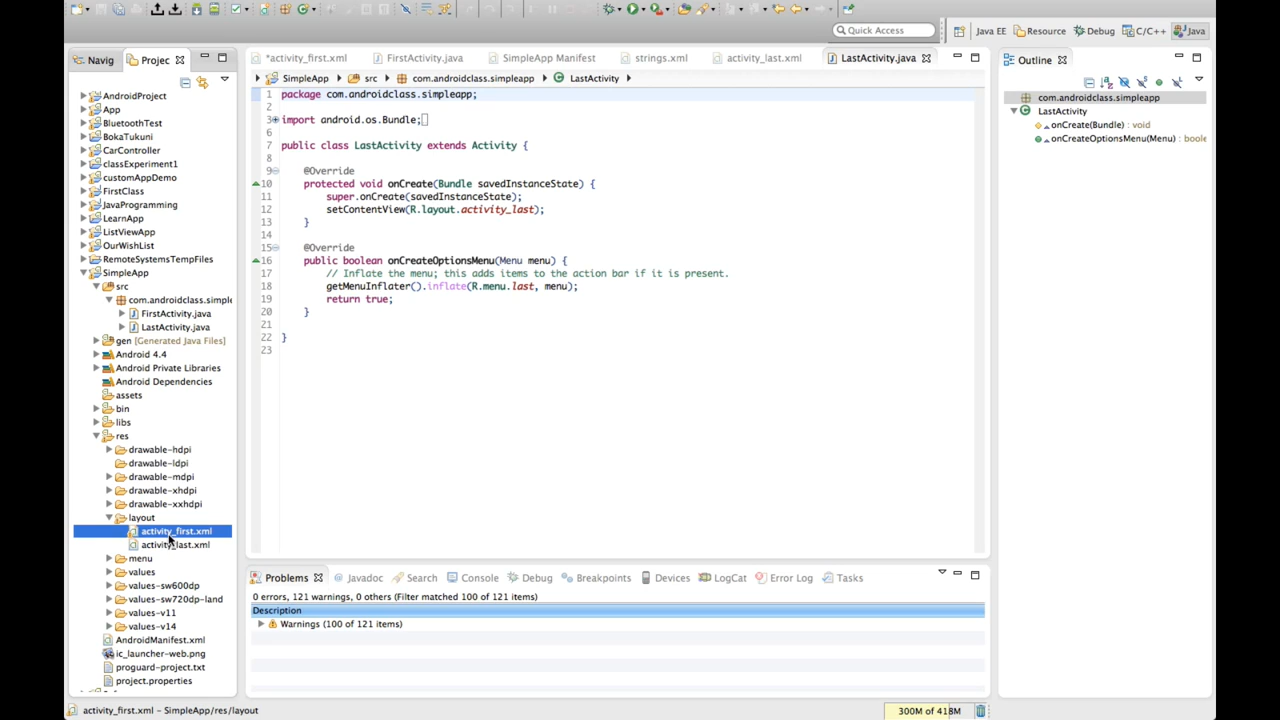 Quick Access
Java EE
Resource
Debug
C/C++
Java
Navig
Projec
*activity_first.xml
FirstActivity.java
SimpleApp Manifest
strings.xml
activity_last.xml
LastActivity.java
Outline
SimpleApp
src
com.androidclass.simpleapp
LastActivity
AndroidProject
App
BluetoothTest
BokaTukuni
CarController
classExperiment1
customAppDemo
FirstClass
JavaProgramming
LearnApp
ListViewApp
OurWishList
RemoteSystemsTempFiles
SimpleApp
src
com.androidclass.simple
FirstActivity.java
LastActivity.java
gen [Generated Java Files]
Android 4.4
Android Private Libraries
Android Dependencies
assets
bin
libs
res
drawable-hdpi
drawable-ldpi
drawable-mdpi
drawable-xhdpi
drawable-xxhdpi
layout
activity_first.xml
activity_last.xml
menu
values
values-sw600dp
values-sw720dp-land
values-v11
values-v14
AndroidManifest.xml
ic_launcher-web.png
proguard-project.txt
project.properties
1 package com.androidclass.simpleapp;
2
3 import android.os.Bundle;
6
7 public class LastActivity extends Activity {
8
9 @Override
10 protected void onCreate(Bundle savedInstanceState) {
11 super.onCreate(savedInstanceState);
12 setContentView(R.layout.activity_last);
13 }
14
15 @Override
16 public boolean onCreateOptionsMenu(Menu menu) {
17 // Inflate the menu; this adds items to the action bar if it is present.
18 getMenuInflater().inflate(R.menu.last, menu);
19 return true;
20 }
21
22 }
23
com.androidclass.simpleapp
LastActivity
onCreate(Bundle) : void
onCreateOptionsMenu(Menu) : boole
Problems
Javadoc
Search
Console
Debug
Breakpoints
Devices
LogCat
Error Log
Tasks
0 errors, 121 warnings, 0 others (Filter matched 100 of 121 items)
Description
Warnings (100 of 121 items)
activity_first.xml - SimpleApp/res/layout
300M of 418M